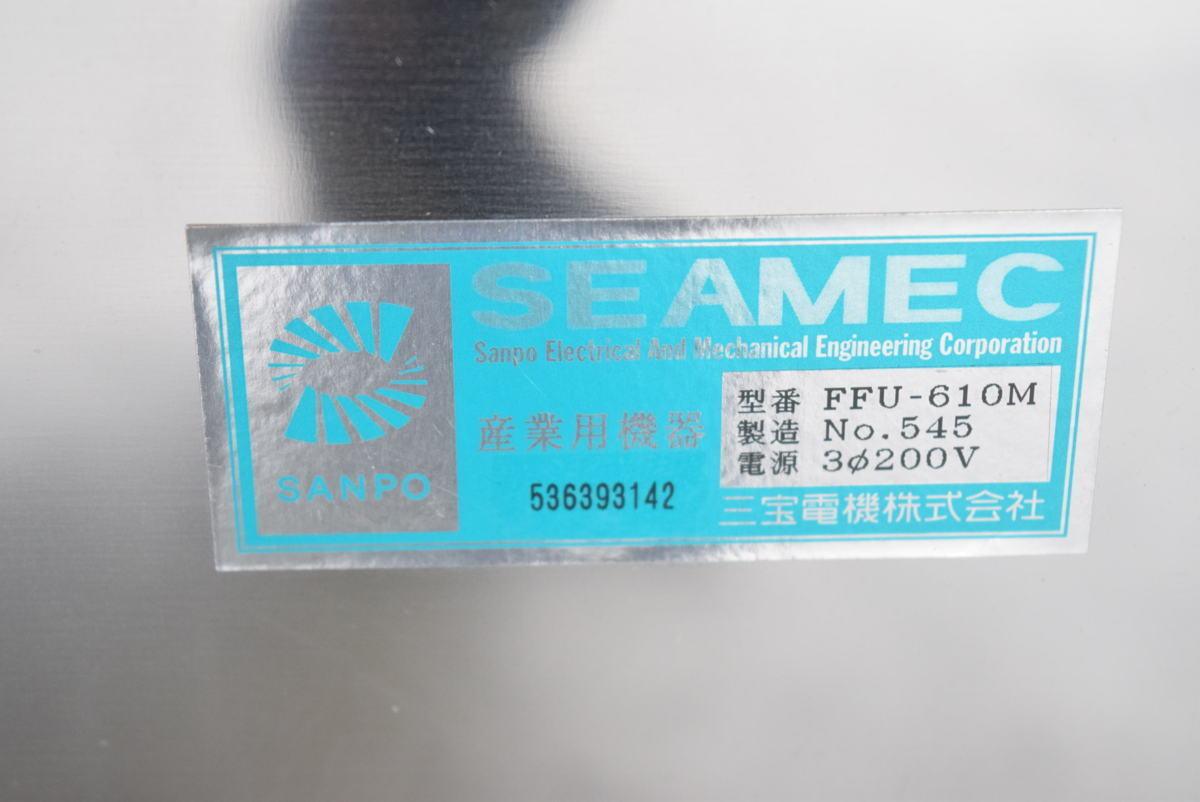 SANPO
SEAMEC
Sanpo Electrical And Mechanical Engineering Corporation
産業用機器
536393142
型番 FFU-610M
製造 No.545
電源 3φ200V
三宝電機株式会社